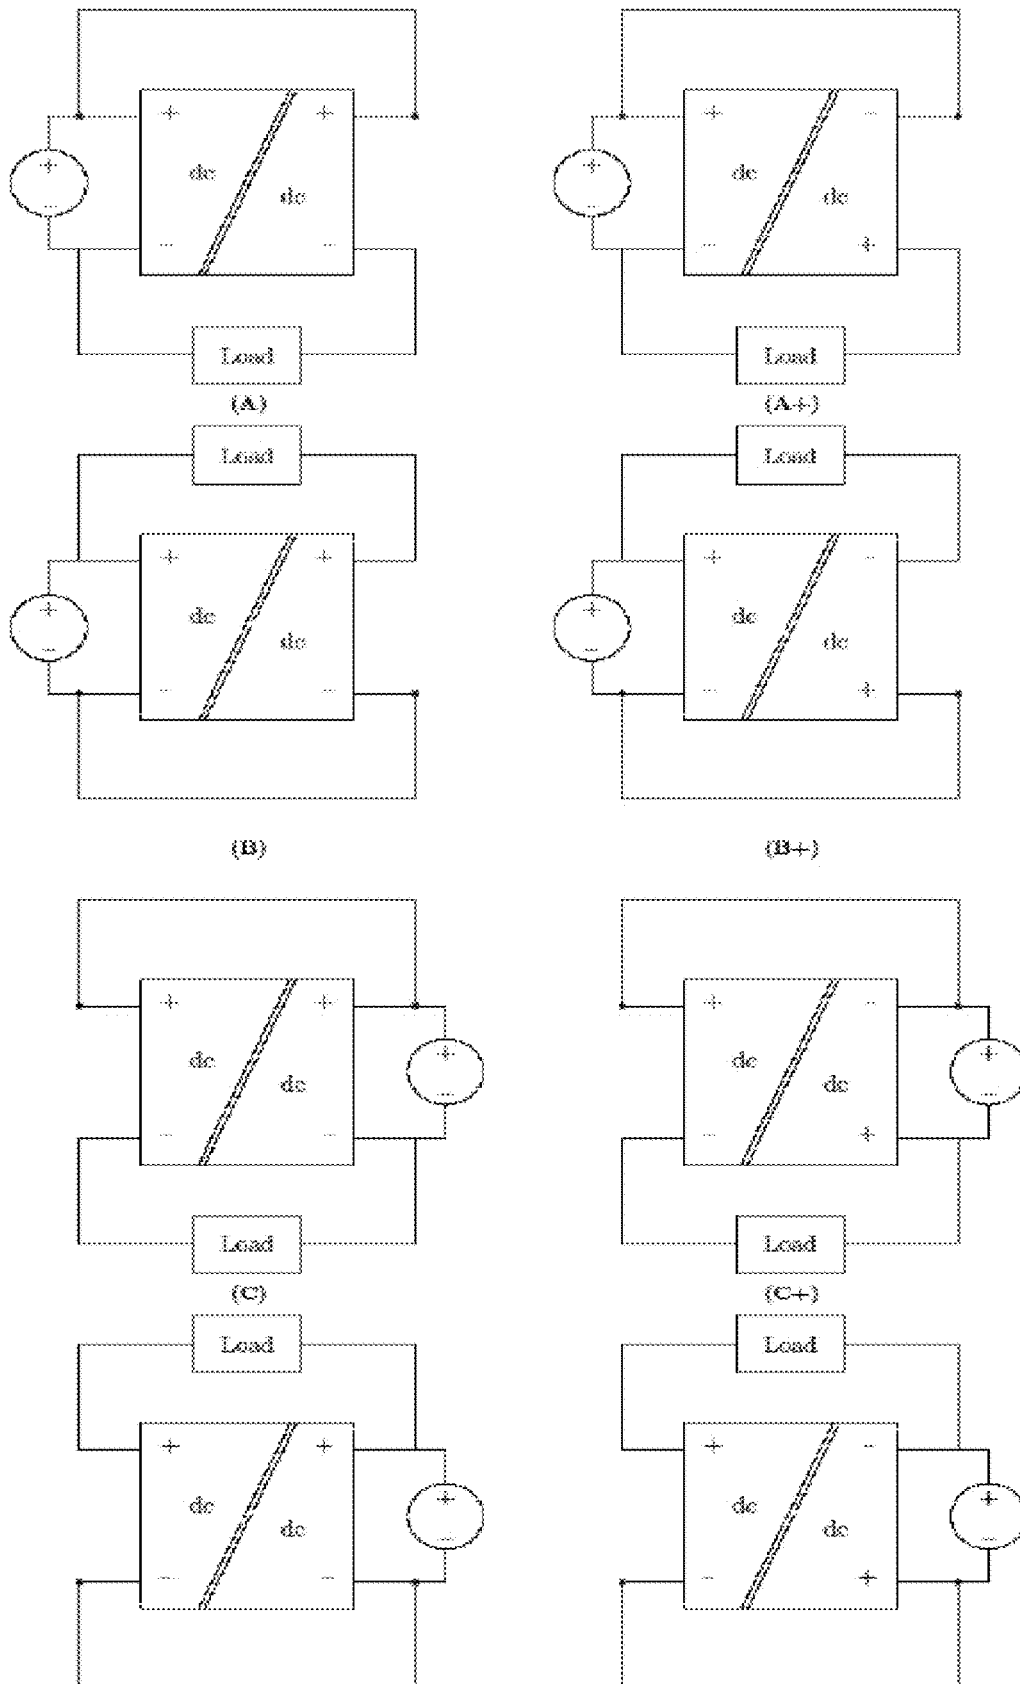 + + + -
+ dc dc + dc dc
- -
- - - +
Load Load
(A) (A+)
Load Load
+ + + -
+ dc dc + dc dc
- -
- - - +
(B) (B+)
+ + + -
dc dc + dc dc +
- -
- - - +
Load Load
(C) (C+)
Load Load
+ + + -
dc dc + dc dc +
- -
- - - +